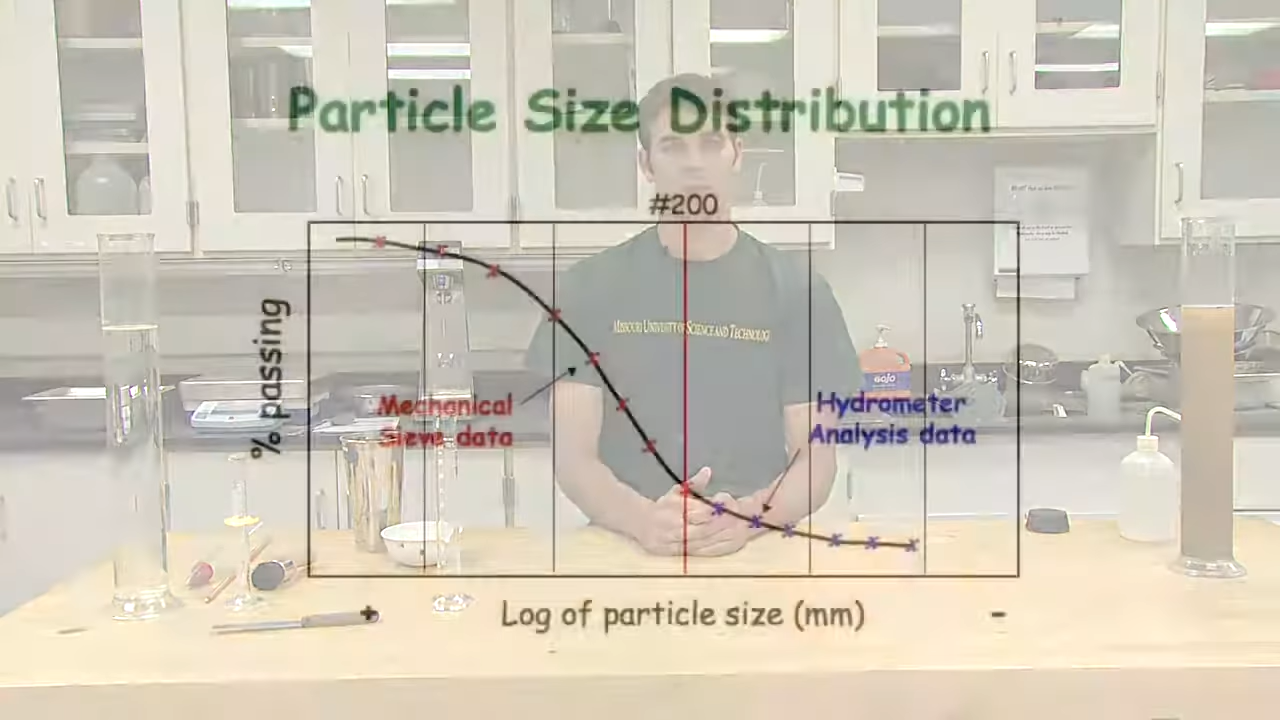 Particle Size Distribution
#200
% passing
MISSOURI UNIVERSITY OF SCIENCE AND TECHNOLOGY
Mechanical
Sieve data
Hydrometer
Analysis data
GOJO
+
Log of particle size (mm)
-